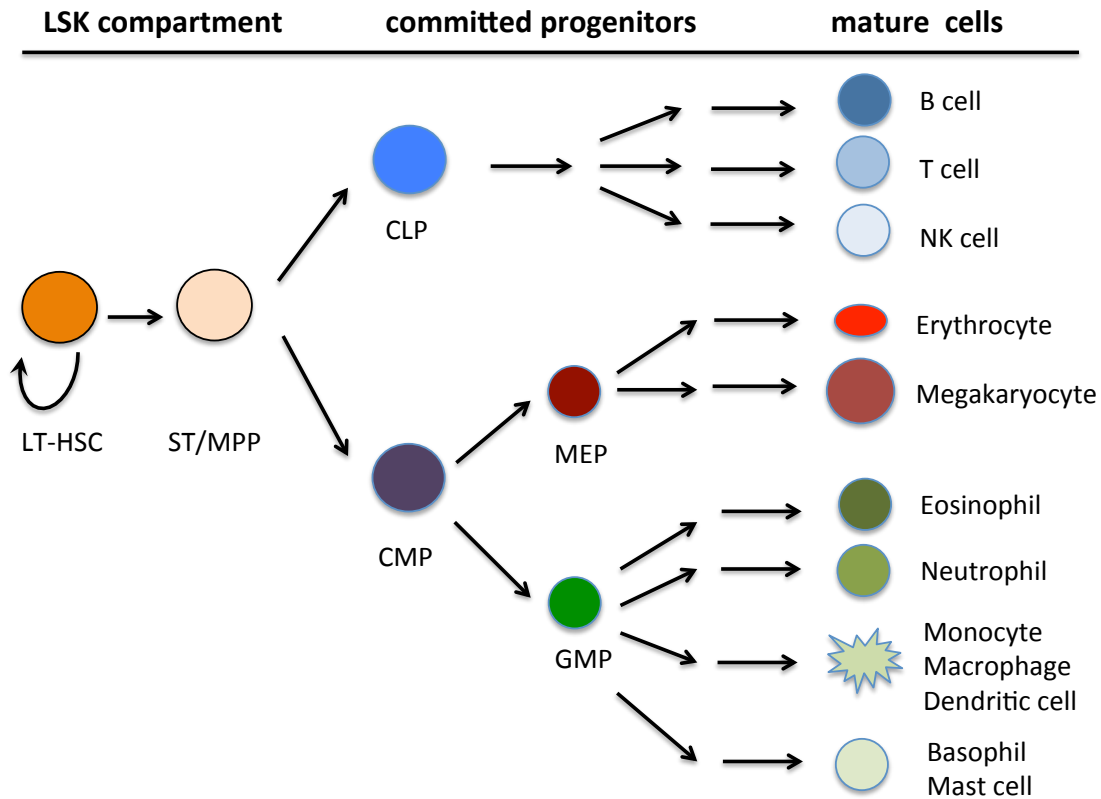 LSK compartment
committed progenitors
mature cells
B cell
T cell
CLP
NK cell
Erythrocyte
Megakaryocyte
LT-HSC
ST/MPP
MEP
Eosinophil
CMP
Neutrophil
GMP
Monocyte
Macrophage
Dendritic cell
Basophil
Mast cell